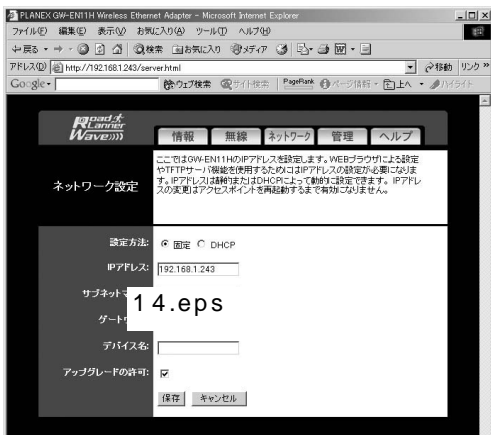 PLANEX GW-EN11H Wireless Ethernet Adapter - Microsoft Internet Explorer
ファイル(F) 編集(E) 表示(V) お気に入り(A) ツール(T) ヘルプ(H)
戻る 検索 お気に入り メディア
アドレス(D) http://192.168.1.243/server.html 移動 リンク »
Google ウェブ検索 サイト検索 PageRank ページ情報 上へ ハイライト
Road
Lanner
Wave
情報 無線 ネットワーク 管理 ヘルプ
ネットワーク設定
ここではGW-EN11HのIPアドレスを設定します。WEBブラウザによる設定
やTFTPサーバ機能を使用するためにはIPアドレスの設定が必要になりま
す。IPアドレスは静的またはDHCPによって動的に設定できます。IPアドレ
スの変更はアクセスポイントを再起動するまで有効になりません。
設定方法: 固定 DHCP
IPアドレス: 192.168.1.243
サブネット
14.eps
ゲート
デバイス名:
アップグレードの許可:
保存 キャンセル